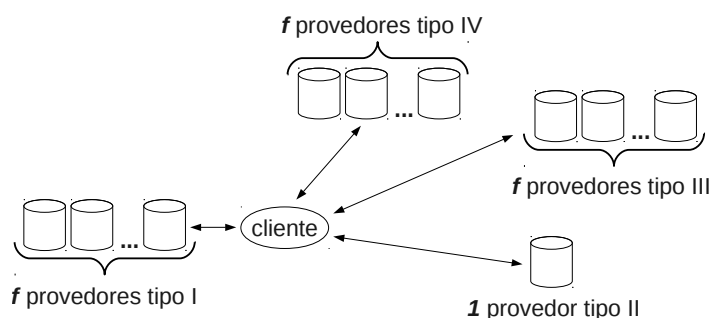 f provedores tipo IV
...
...
f provedores tipo III
cliente
...
f provedores tipo I
1 provedor tipo II